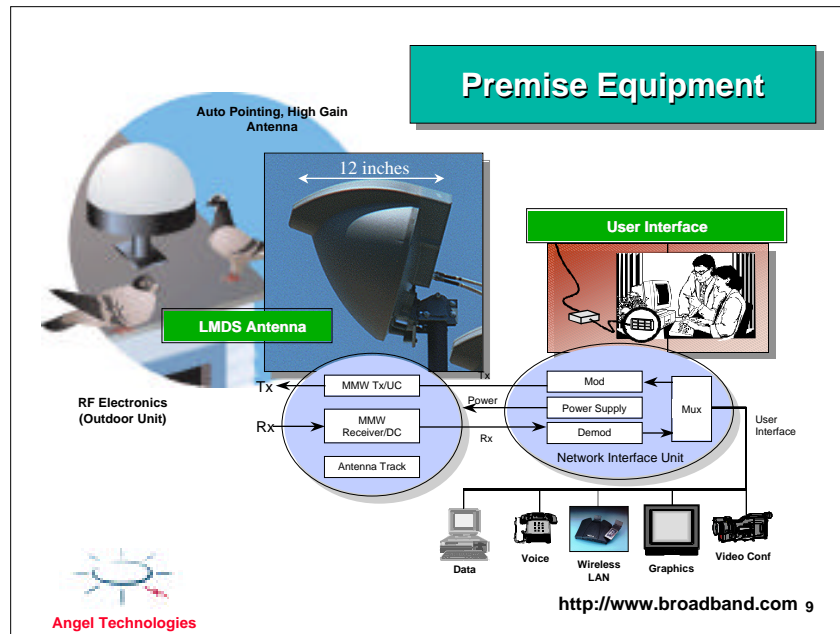 Premise Equipment
Auto Pointing, High Gain
Antenna
12 inches
User Interface
LMDS Antenna
RF Electronics
(Outdoor Unit)
Tx
MMW Tx/UC
Tx
Mod
Power
Power Supply
Mux
User
Interface
Rx
MMW
Receiver/DC
Rx
Demod
Network Interface Unit
Antenna Track
Data
Voice
Wireless
LAN
Graphics
Video Conf
Angel Technologies
http://www.broadband.com 9